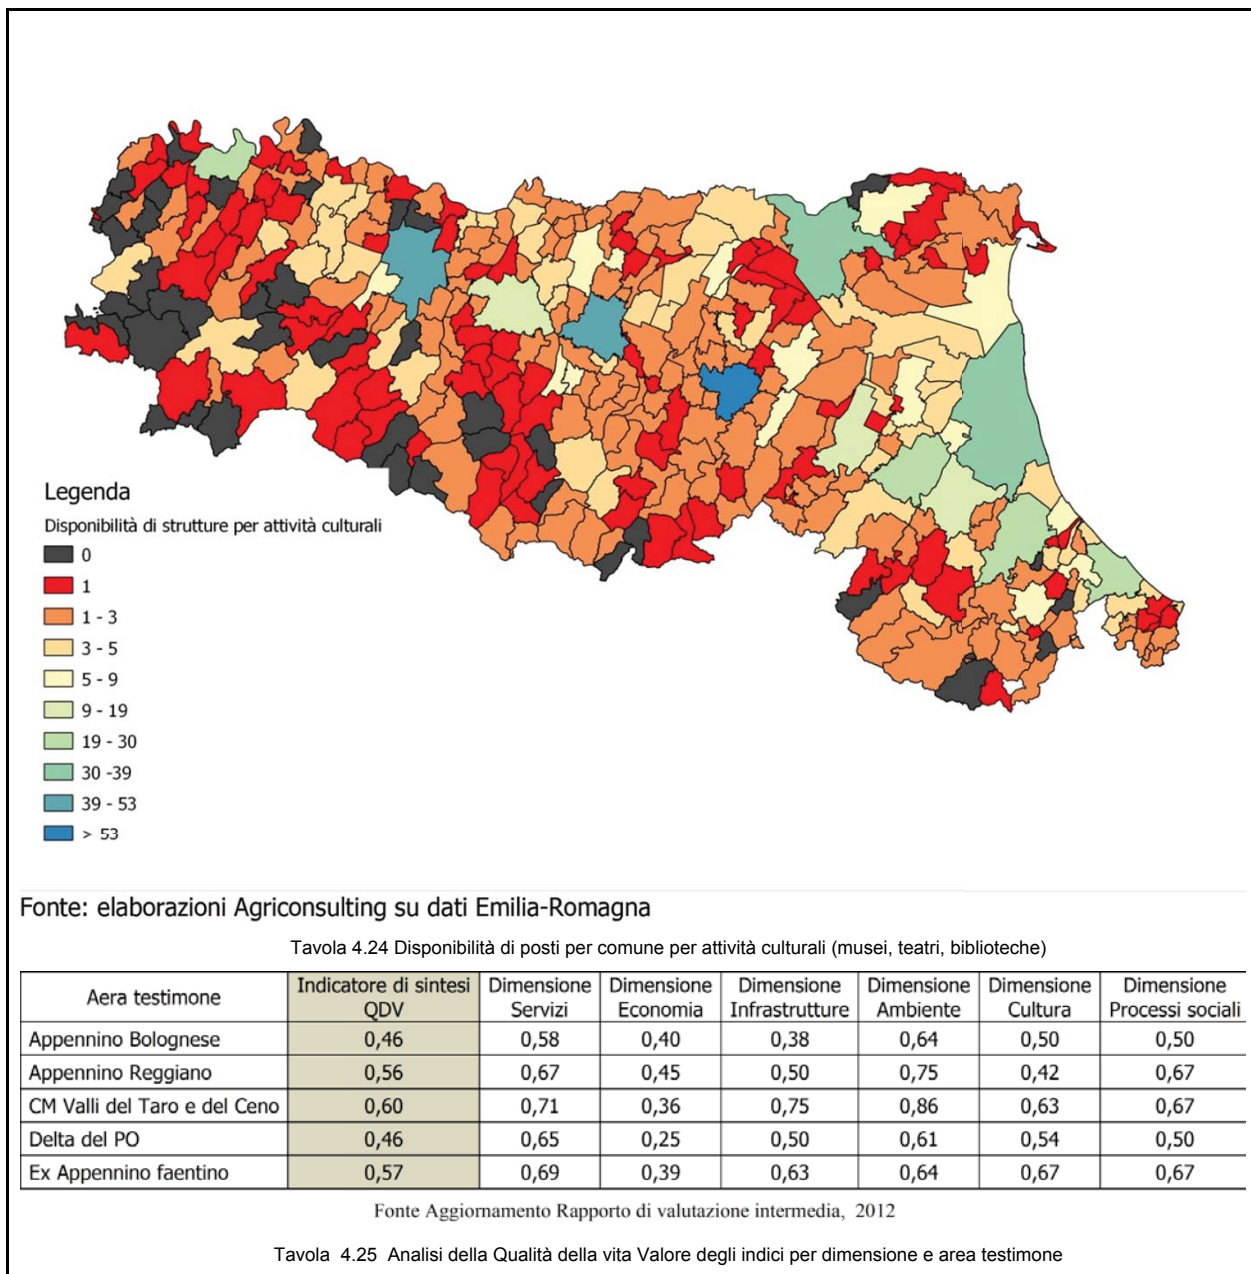 Legenda
Disponibilità di strutture per attività culturali
0
1
1 - 3
3 - 5
5 - 9
9 - 19
19 - 30
30 -39
39 - 53
> 53
Fonte: elaborazioni Agriconsulting su dati Emilia-Romagna
Tavola 4.24 Disponibilità di posti per comune per attività culturali (musei, teatri, biblioteche)
Aera testimone Indicatore di sintesi QDV Dimensione Servizi Dimensione Economia Dimensione Infrastrutture Dimensione Ambiente Dimensione Cultura Dimensione Processi sociali
Appennino Bolognese 0,46 0,58 0,40 0,38 0,64 0,50 0,50
Appennino Reggiano 0,56 0,67 0,45 0,50 0,75 0,42 0,67
CM Valli del Taro e del Ceno 0,60 0,71 0,36 0,75 0,86 0,63 0,67
Delta del PO 0,46 0,65 0,25 0,50 0,61 0,54 0,50
Ex Appennino faentino 0,57 0,69 0,39 0,63 0,64 0,67 0,67
Fonte Aggiornamento Rapporto di valutazione intermedia, 2012
Tavola 4.25 Analisi della Qualità della vita Valore degli indici per dimensione e area testimone